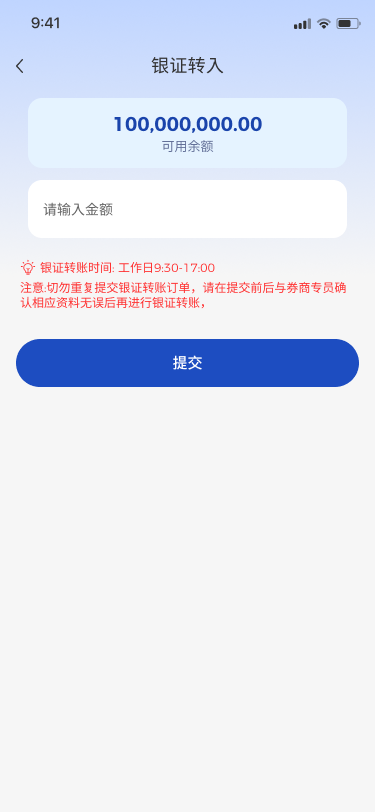 9:41
银证转入
100,000,000.00
可用余额
请输入金额
银证转账时间: 工作日9:30-17:00
注意:切勿重复提交银证转账订单，请在提交前后与券商专员确
认相应资料无误后再进行银证转账，
提交